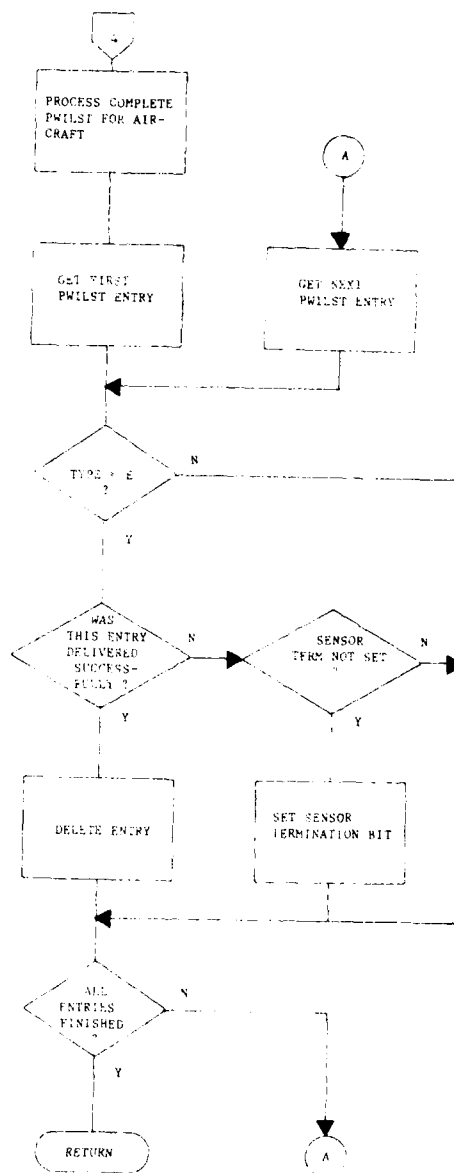 4
PROCESS COMPLETE
PWILST FOR AIR-
CRAFT
A
GET FIRST
PWILST ENTRY
GET NEXT
PWILST ENTRY
TYPE = E
?
N
Y
WAS
THIS ENTRY
DELIVERED
SUCCESS-
FULLY ?
N
Y
SENSOR
TERM NOT SET
?
N
Y
DELETE ENTRY
SET SENSOR
TERMINATION BIT
ALL
ENTRIES
FINISHED
?
N
Y
RETURN
A